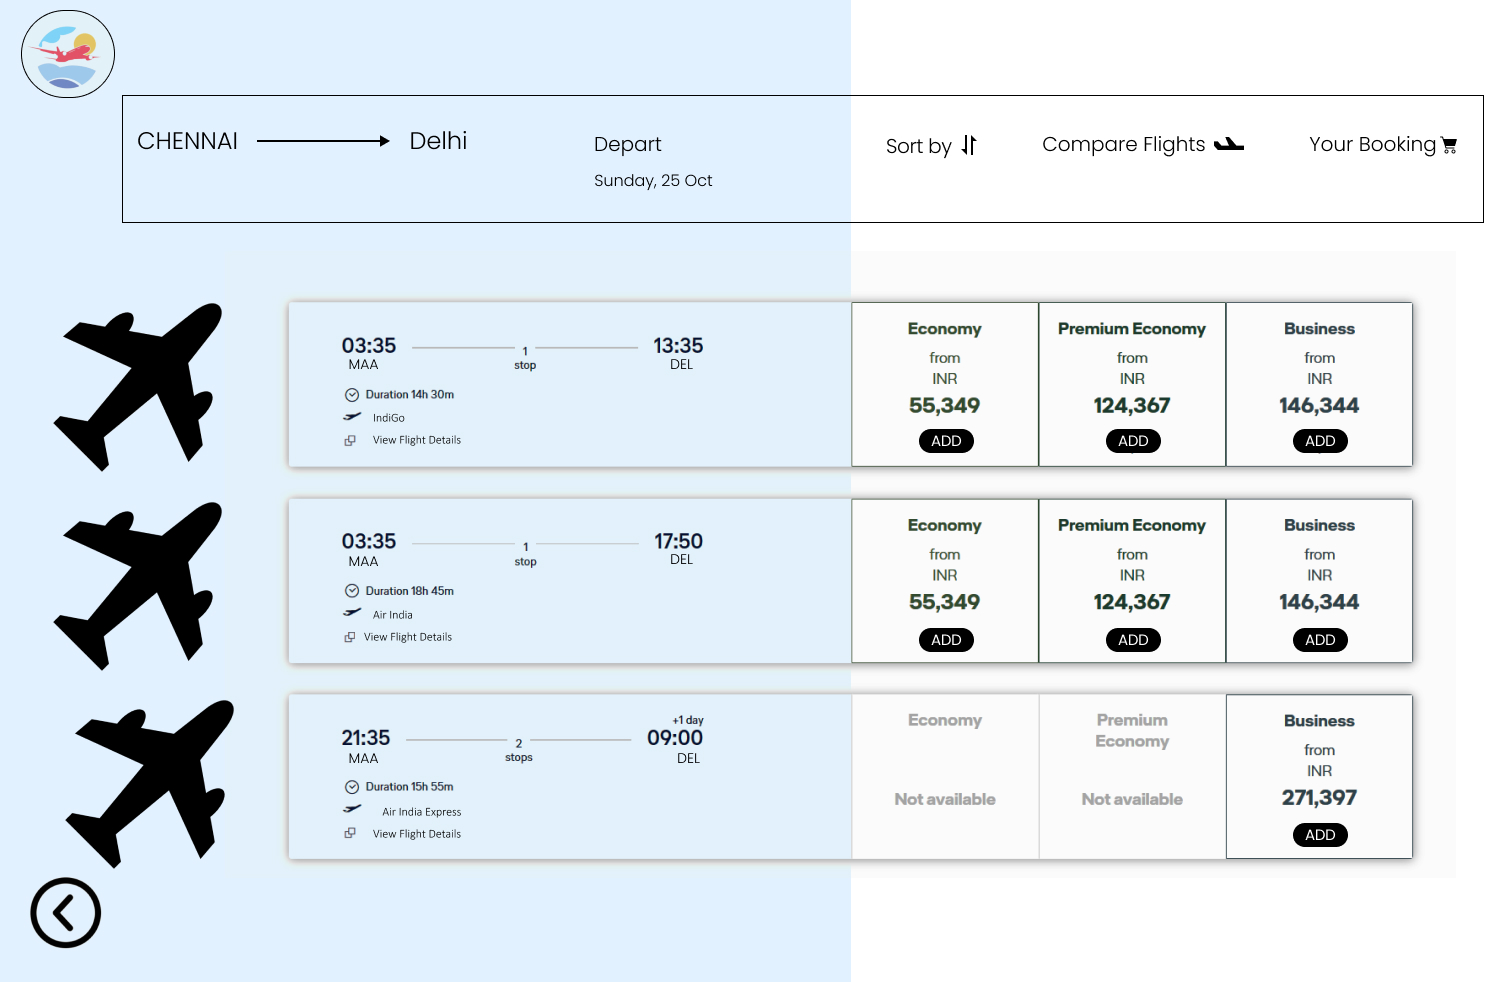 CHENNAI Delhi
Depart
Sunday, 25 Oct
Sort by
Compare Flights
Your Booking
03:35 1 13:35
MAA stop DEL
Duration 14h 30m
IndiGo
View Flight Details
Economy
from
INR
55,349
ADD
Premium Economy
from
INR
124,367
ADD
Business
from
INR
146,344
ADD
03:35 1 17:50
MAA stop DEL
Duration 18h 45m
Air India
View Flight Details
Economy
from
INR
55,349
ADD
Premium Economy
from
INR
124,367
ADD
Business
from
INR
146,344
ADD
+1 day
21:35 2 09:00
MAA stops DEL
Duration 15h 55m
Air India Express
View Flight Details
Economy
Not available
Premium
Economy
Not available
Business
from
INR
271,397
ADD